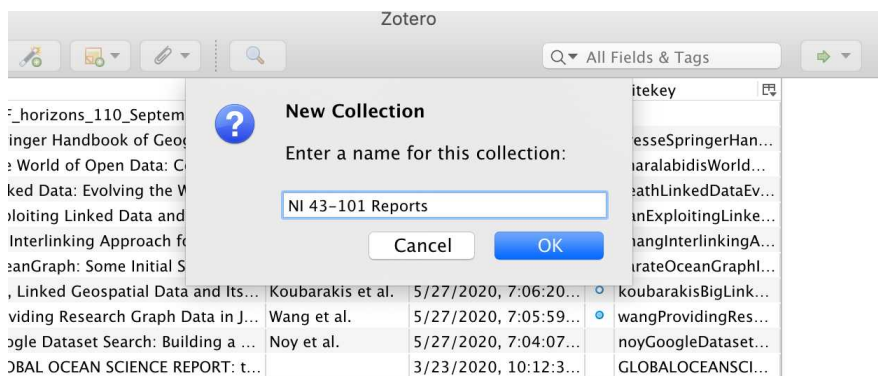 Zotero
All Fields & Tags
itekey
F_horizons_110_Septem
New Collection
inger Handbook of Geog
esseSpringerHan...
Enter a name for this collection:
e World of Open Data: Co
naralabidisWorld...
ked Data: Evolving the W
eathLinkedDataEv...
NI 43-101 Reports
ploiting Linked Data and
anExploitingLinke...
Interlinking Approach fo
hangInterlinkingA...
Cancel OK
eanGraph: Some Initial S
arateOceanGraphI...
, Linked Geospatial Data and Its... Koubarakis et al. 5/27/2020, 7:06:20... koubarakisBigLink...
viding Research Graph Data in J... Wang et al. 5/27/2020, 7:05:59... wangProvidingRes...
ogle Dataset Search: Building a ... Noy et al. 5/27/2020, 7:04:07... noyGoogleDataset...
OBAL OCEAN SCIENCE REPORT: t... 3/23/2020, 10:12:3... GLOBALOCEANSCI...